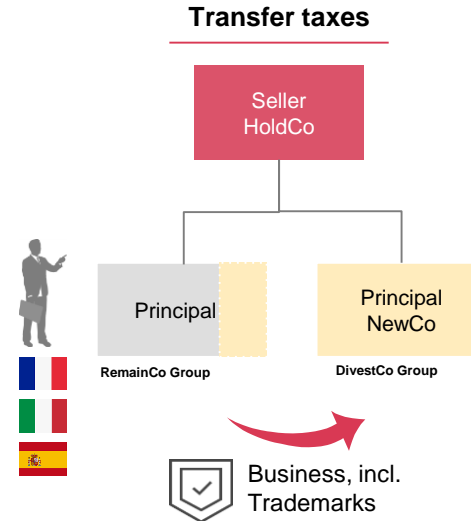 Transfer taxes
Seller
HoldCo
Principal
Principal
NewCo
RemainCo Group
DivestCo Group
Business, incl.
Trademarks